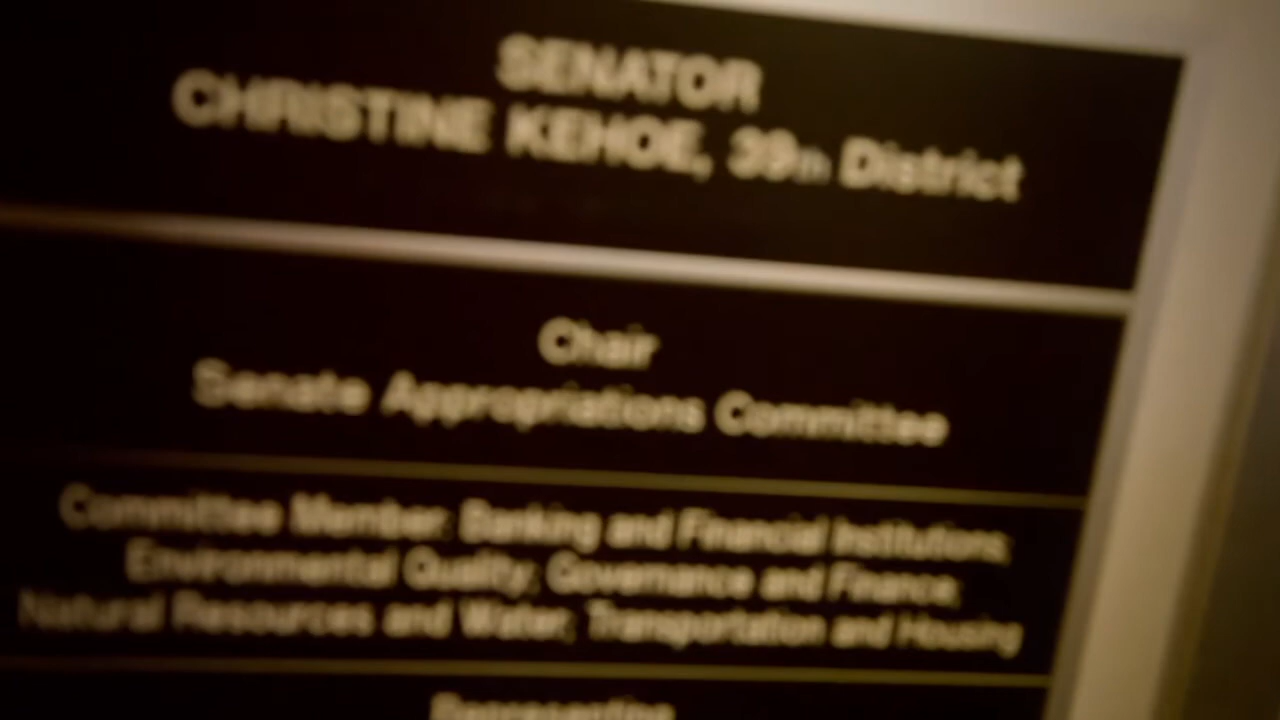 SENATOR
CHRISTINE KEHOE, 39th District
Chair
Senate Appropriations Committee
Committee Member: Banking and Financial Institutions;
Environmental Quality; Governance and Finance;
Natural Resources and Water; Transportation and Housing
Representing